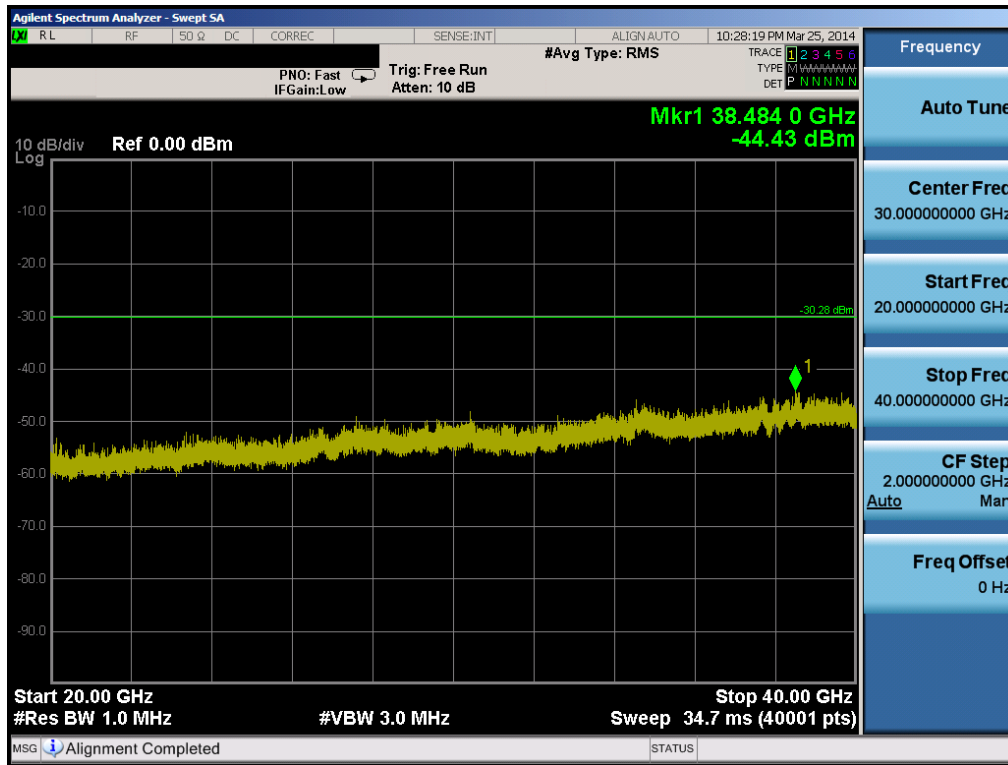 Agilent Spectrum Analyzer - Swept SA
LXI RL RF 50 Ω DC CORREC SENSE:INT ALIGN AUTO 10:28:19 PM Mar 25, 2014
#Avg Type: RMS TRACE 1 2 3 4 5 6
PNO: Fast Trig: Free Run TYPE M WWWWW
IFGain:Low Atten: 10 dB DET P N N N N N
Mkr1 38.484 0 GHz
-44.43 dBm
10 dB/div Ref 0.00 dBm
Log
-10.0
-20.0
-30.0
-30.28 dBm
-40.0
1
-50.0
-60.0
-70.0
-80.0
-90.0
Start 20.00 GHz Stop 40.00 GHz
#Res BW 1.0 MHz #VBW 3.0 MHz Sweep 34.7 ms (40001 pts)
MSG Alignment Completed STATUS
Frequency
Auto Tune
Center Freq
30.000000000 GHz
Start Freq
20.000000000 GHz
Stop Freq
40.000000000 GHz
CF Step
2.000000000 GHz
Auto Man
Freq Offset
0 Hz